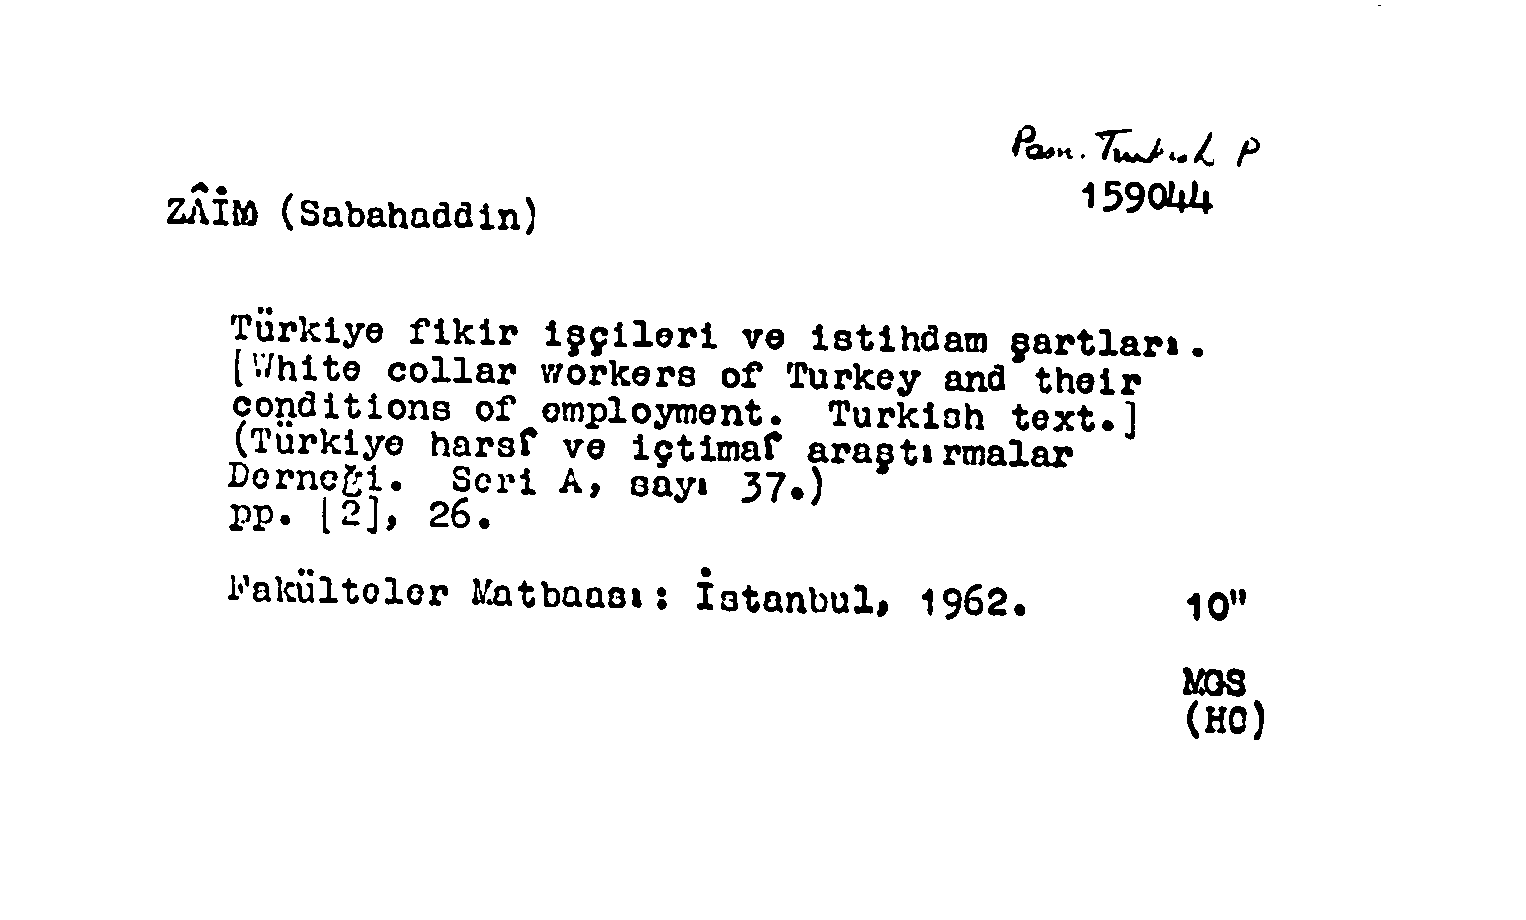 Pam. Turkish P
159044
ZÂİM (Sabahaddin)
Türkiye fikir işçileri ve istihdam şartları.
[White collar workers of Turkey and their
conditions of employment. Turkish text.]
(Türkiye harsî ve içtimaî araştırmalar
Derneği. Seri A, sayı 37.)
pp. [2], 26.
Fakülteler Matbaası: İstanbul, 1962. 10"
MGS
(HC)